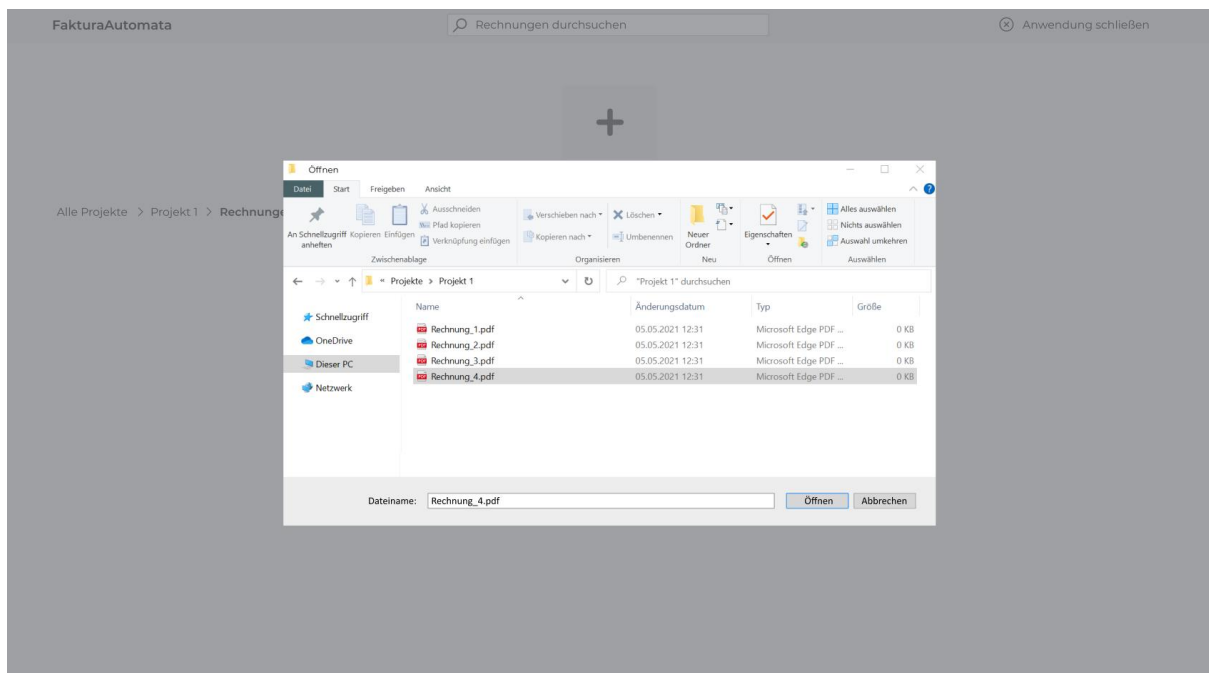 FakturaAutomata
Rechnungen durchsuchen
Anwendung schließen
Alle Projekte > Projekt 1 >
Öffnen
Datei Start Freigeben Ansicht
An Schnellzugriff anheften
Kopieren
Einfügen
Ausschneiden
Pfad kopieren
Verknüpfung einfügen
Zwischenablage
Verschieben nach
Kopieren nach
Löschen
Umbenennen
Organisieren
Neuer Ordner
Neu
Eigenschaften
Öffnen
Alles auswählen
Nichts auswählen
Auswahl umkehren
Auswählen
« Projekte > Projekt 1
"Projekt 1" durchsuchen
Schnellzugriff
OneDrive
Dieser PC
Netzwerk
Name Änderungsdatum Typ Größe
Rechnung_1.pdf 05.05.2021 12:31 Microsoft Edge PDF ... 0 KB
Rechnung_2.pdf 05.05.2021 12:31 Microsoft Edge PDF ... 0 KB
Rechnung_3.pdf 05.05.2021 12:31 Microsoft Edge PDF ... 0 KB
Rechnung_4.pdf 05.05.2021 12:31 Microsoft Edge PDF ... 0 KB
Dateiname: Rechnung_4.pdf
Öffnen Abbrechen